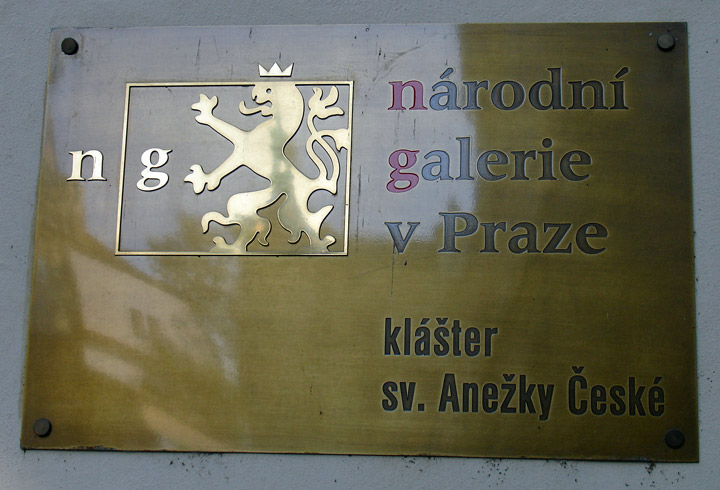 n g
národní
galerie
v Praze
klášter
sv. Anežky České